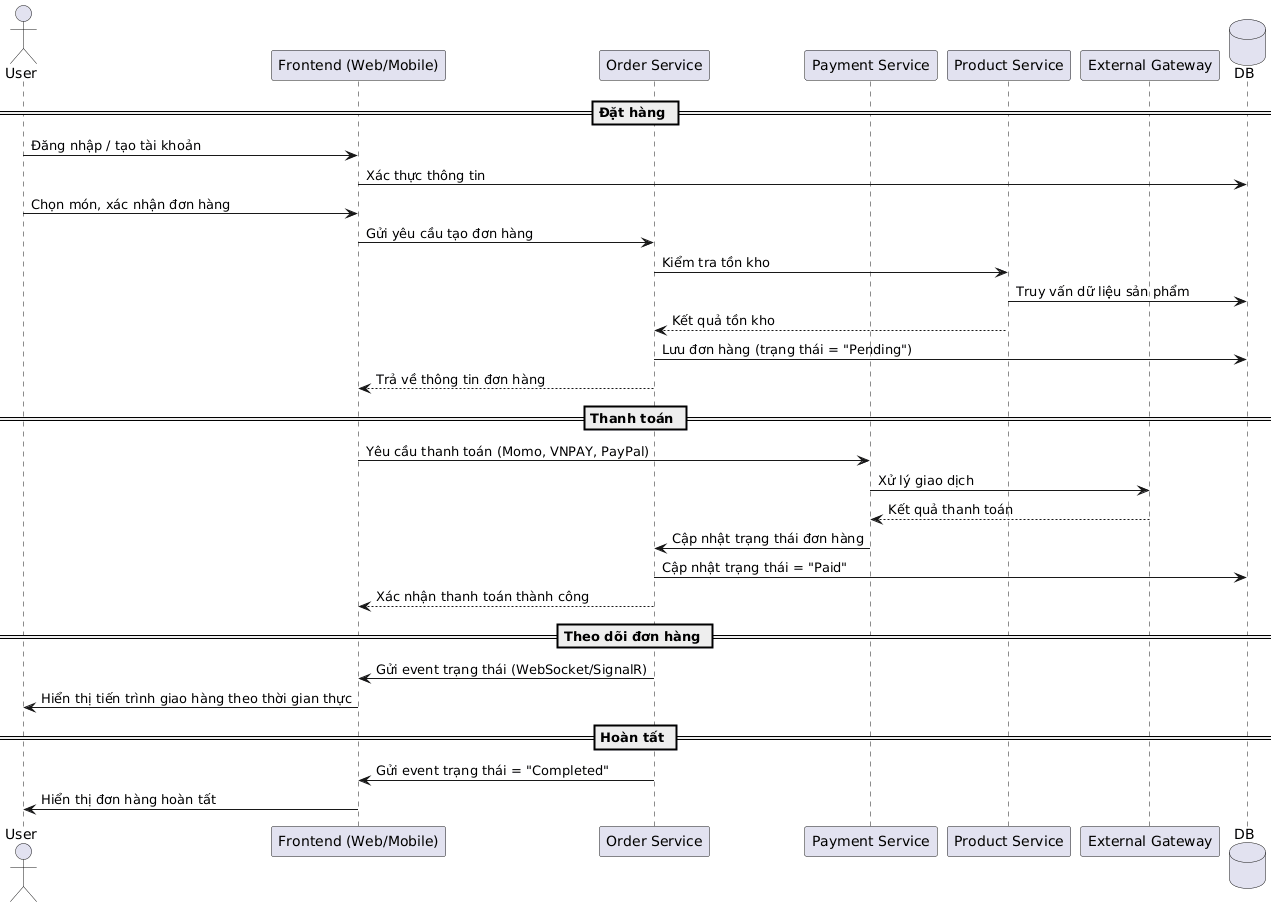 User
Frontend (Web/Mobile)
Order Service
Payment Service
Product Service
External Gateway
DB
Đặt hàng
Đăng nhập / tạo tài khoản
Xác thực thông tin
Chọn món, xác nhận đơn hàng
Gửi yêu cầu tạo đơn hàng
Kiểm tra tồn kho
Truy vấn dữ liệu sản phẩm
Kết quả tồn kho
Lưu đơn hàng (trạng thái = "Pending")
Trả về thông tin đơn hàng
Thanh toán
Yêu cầu thanh toán (Momo, VNPAY, PayPal)
Xử lý giao dịch
Kết quả thanh toán
Cập nhật trạng thái đơn hàng
Cập nhật trạng thái = "Paid"
Xác nhận thanh toán thành công
Theo dõi đơn hàng
Gửi event trạng thái (WebSocket/SignalR)
Hiển thị tiến trình giao hàng theo thời gian thực
Hoàn tất
Gửi event trạng thái = "Completed"
Hiển thị đơn hàng hoàn tất
User
Frontend (Web/Mobile)
Order Service
Payment Service
Product Service
External Gateway
DB